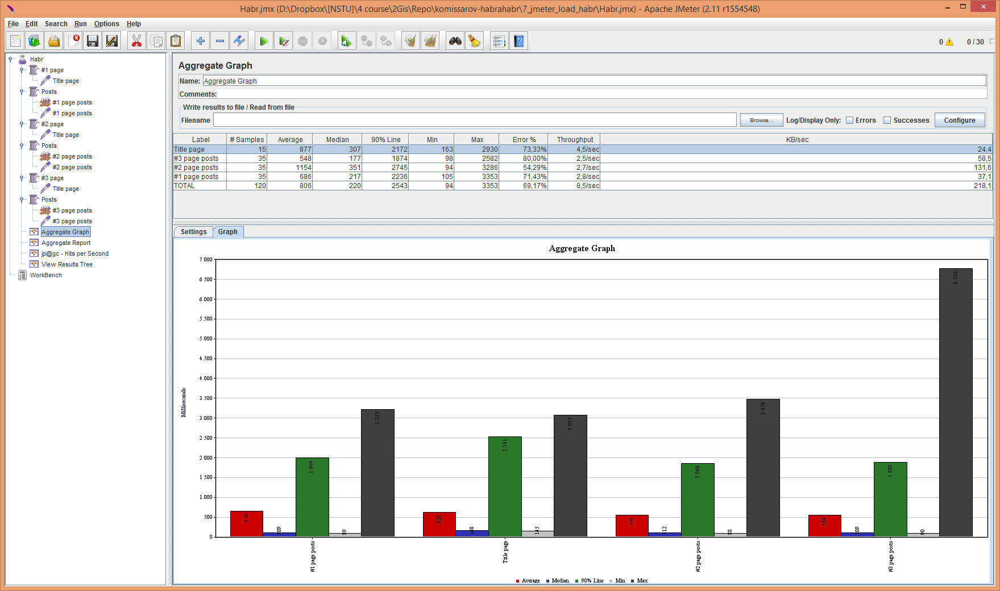 Habr.jmx (D:\Dropbox\[NSTU]\4 course\2Gis\Repo\komissarov-habrahabr\7_jmeter_load_habr\Habr.jmx) - Apache JMeter (2.11 r1554548)
File Edit Search Run Options Help
0 0 / 30
Habr
#1 page
Title page
Posts
#1 page posts
#1 page posts
#2 page
Title page
Posts
#2 page posts
#2 page posts
#3 page
Title page
Posts
#3 page posts
#3 page posts
Aggregate Graph
Aggregate Report
jp@gc - Hits per Second
View Results Tree
WorkBench
Aggregate Graph
Name: Aggregate Graph
Comments:
Write results to file / Read from file
Filename Browse... Log/Display Only: Errors Successes Configure
Label # Samples Average Median 90% Line Min Max Error % Throughput KB/sec
Title page 15 877 307 2172 163 2930 73,33% 4,5/sec 24,4
#3 page posts 35 548 177 1874 98 2582 80,00% 2,5/sec 58,5
#2 page posts 35 1154 351 2745 94 3286 54,29% 2,7/sec 131,6
#1 page posts 35 686 217 2236 105 3353 71,43% 2,8/sec 37,1
TOTAL 120 806 220 2543 94 3353 69,17% 8,5/sec 218,1
Settings Graph
Aggregate Graph
Milliseconds
7 000
6 500
6 000
5 500
5 000
4 500
4 000
3 500
3 000
2 500
2 000
1 500
1 000
500
0
650 109 1 999 89 3 223
620 168 2 531 145 3 077
550 112 1 860 88 3 476
554 109 1 889 90 6 770
#1 page posts
Title page
#2 page posts
#3 page posts
Average Median 90% Line Min Max